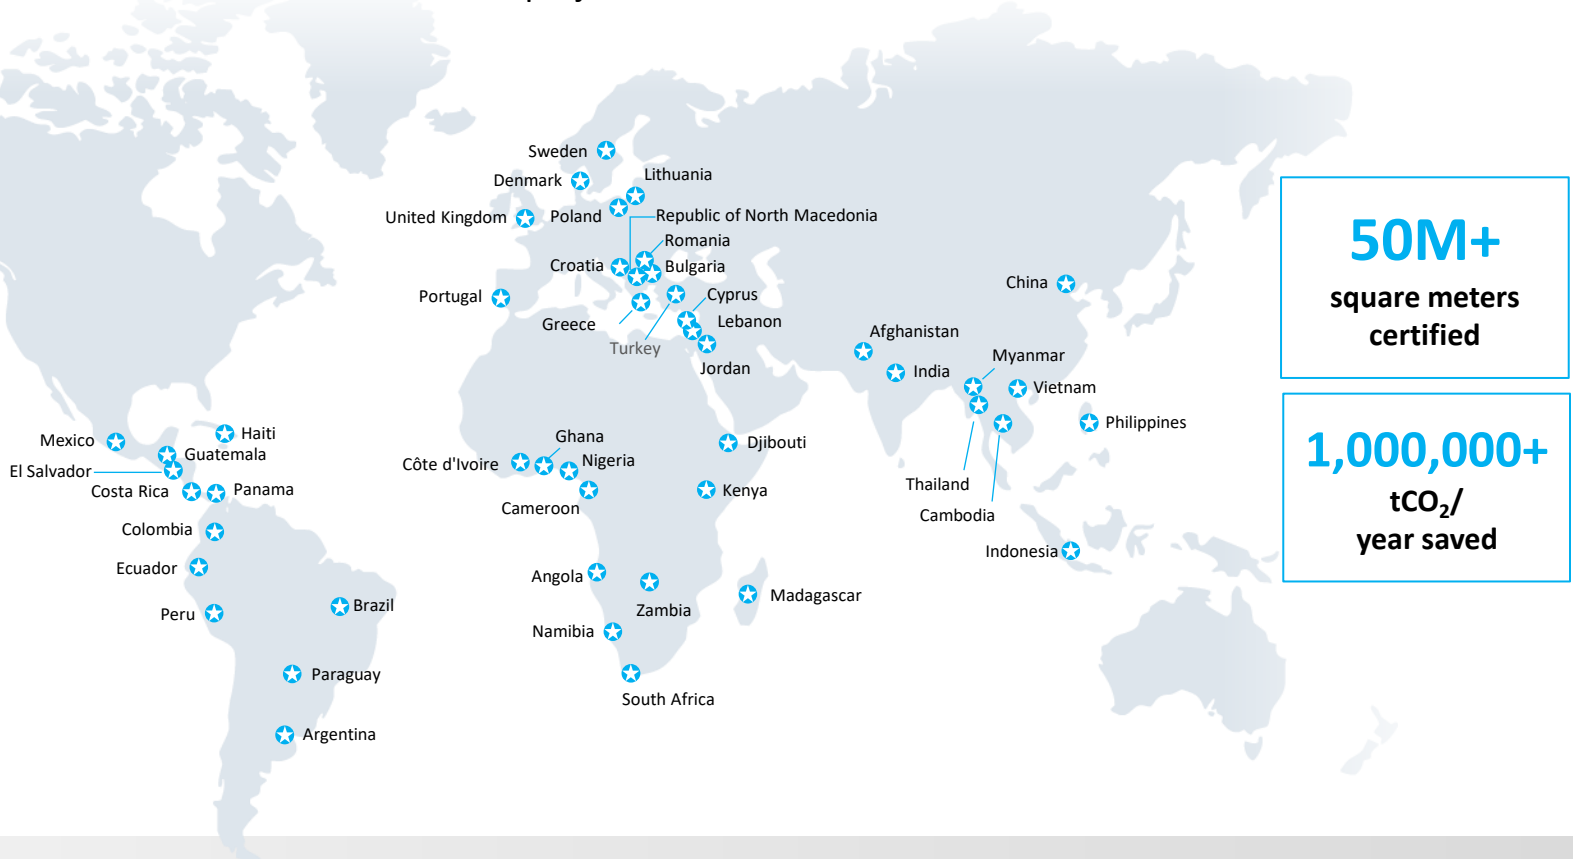 Sweden
Denmark
Lithuania
United Kingdom
Poland
Republic of North Macedonia
Romania
Croatia
Bulgaria
Portugal
Cyprus
Greece
Lebanon
Turkey
Jordan
China
Afghanistan
India
Myanmar
Vietnam
Philippines
Thailand
Cambodia
Indonesia
Mexico
Haiti
Guatemala
El Salvador
Costa Rica
Panama
Colombia
Ecuador
Peru
Brazil
Paraguay
Argentina
Ghana
Côte d'Ivoire
Nigeria
Cameroon
Djibouti
Kenya
Angola
Zambia
Madagascar
Namibia
South Africa
50M+
square meters
certified
1,000,000+
tCO₂/
year saved